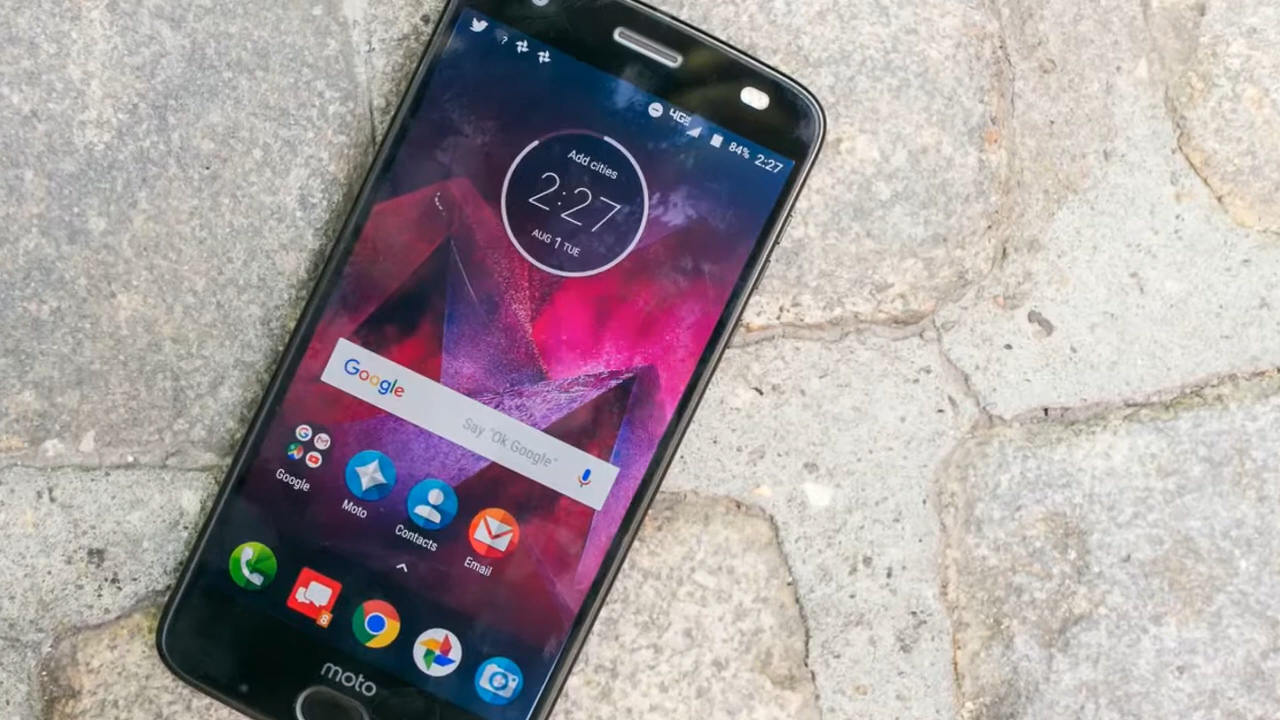 ?
4G
84% 2:27
Add cities
2:27
AUG 1 TUE
Google
Say "Ok Google"
Google
Moto
Contacts
Email
8
moto